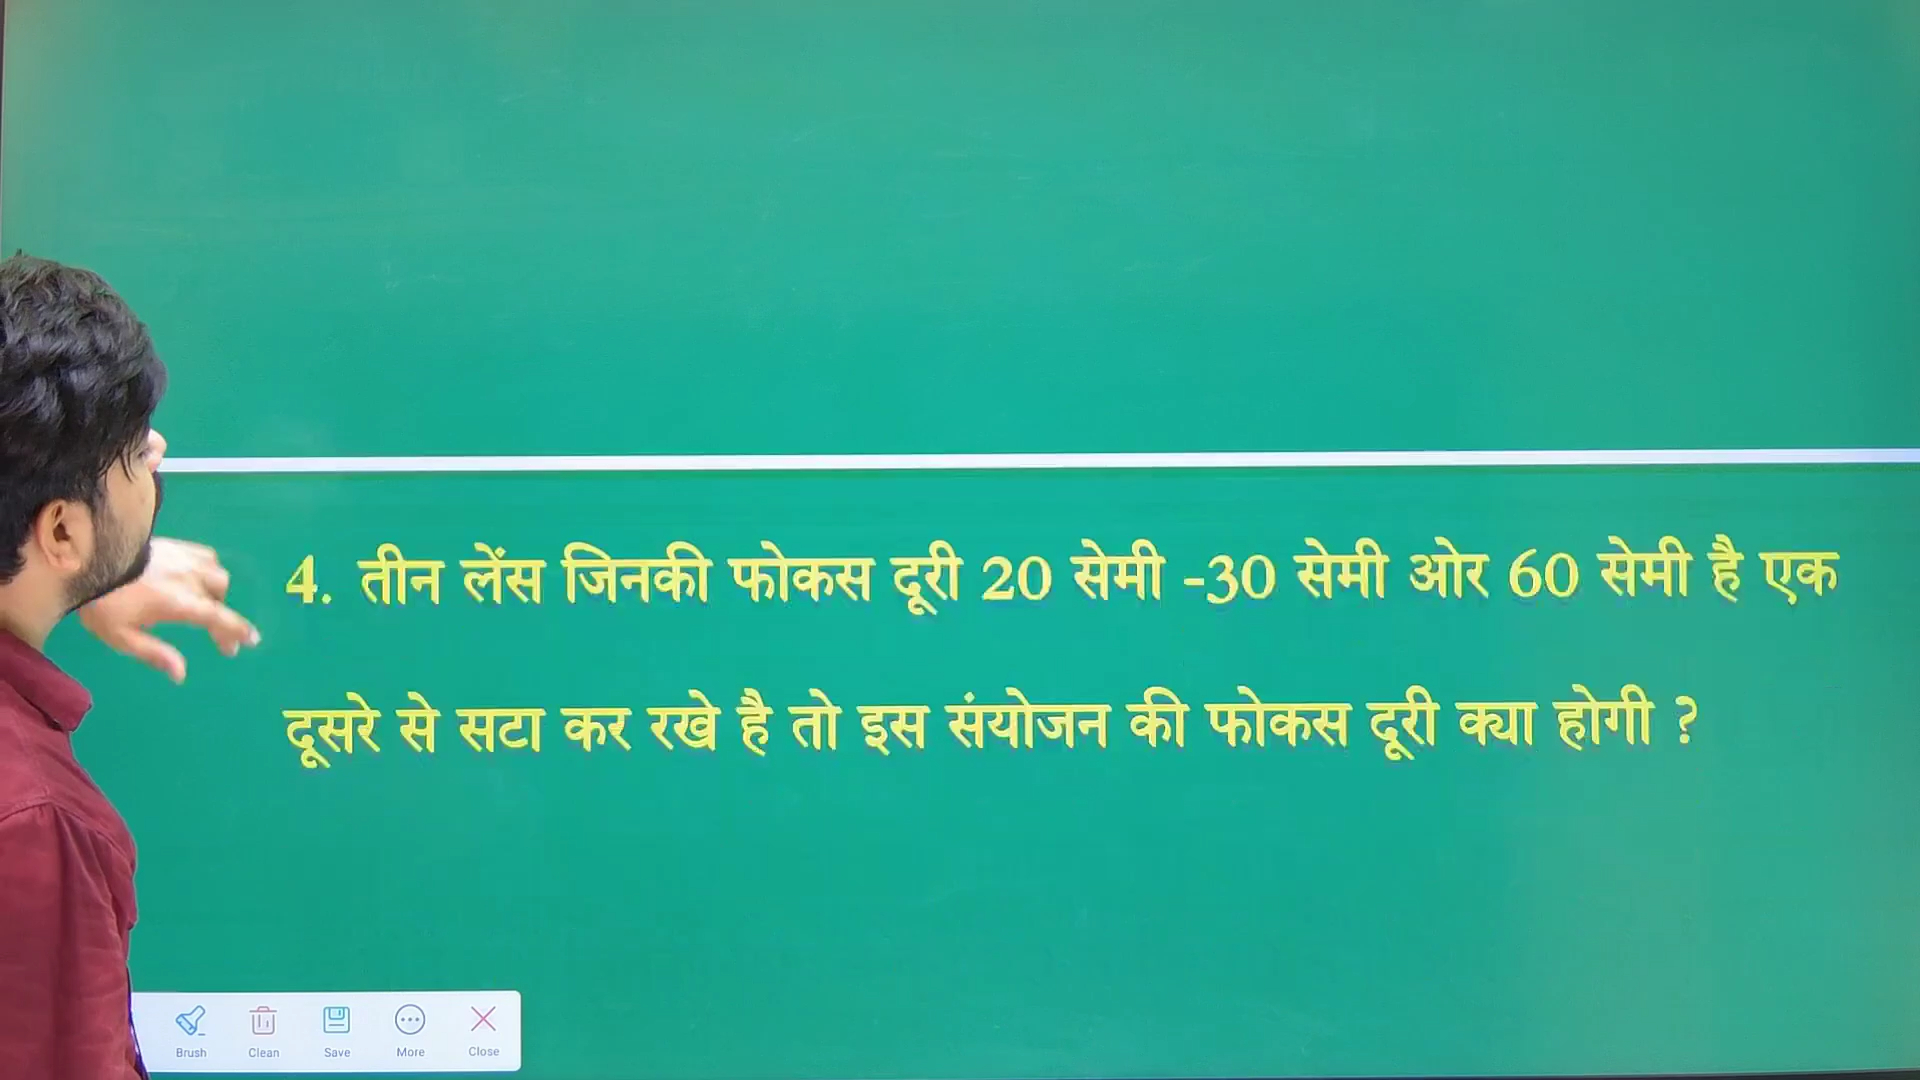 4. तीन लेंस जिनकी फोकस दूरी 20 सेमी -30 सेमी ओर 60 सेमी है एक
दूसरे से सटा कर रखे है तो इस संयोजन की फोकस दूरी क्या होगी ?
Brush Clean Save More Close